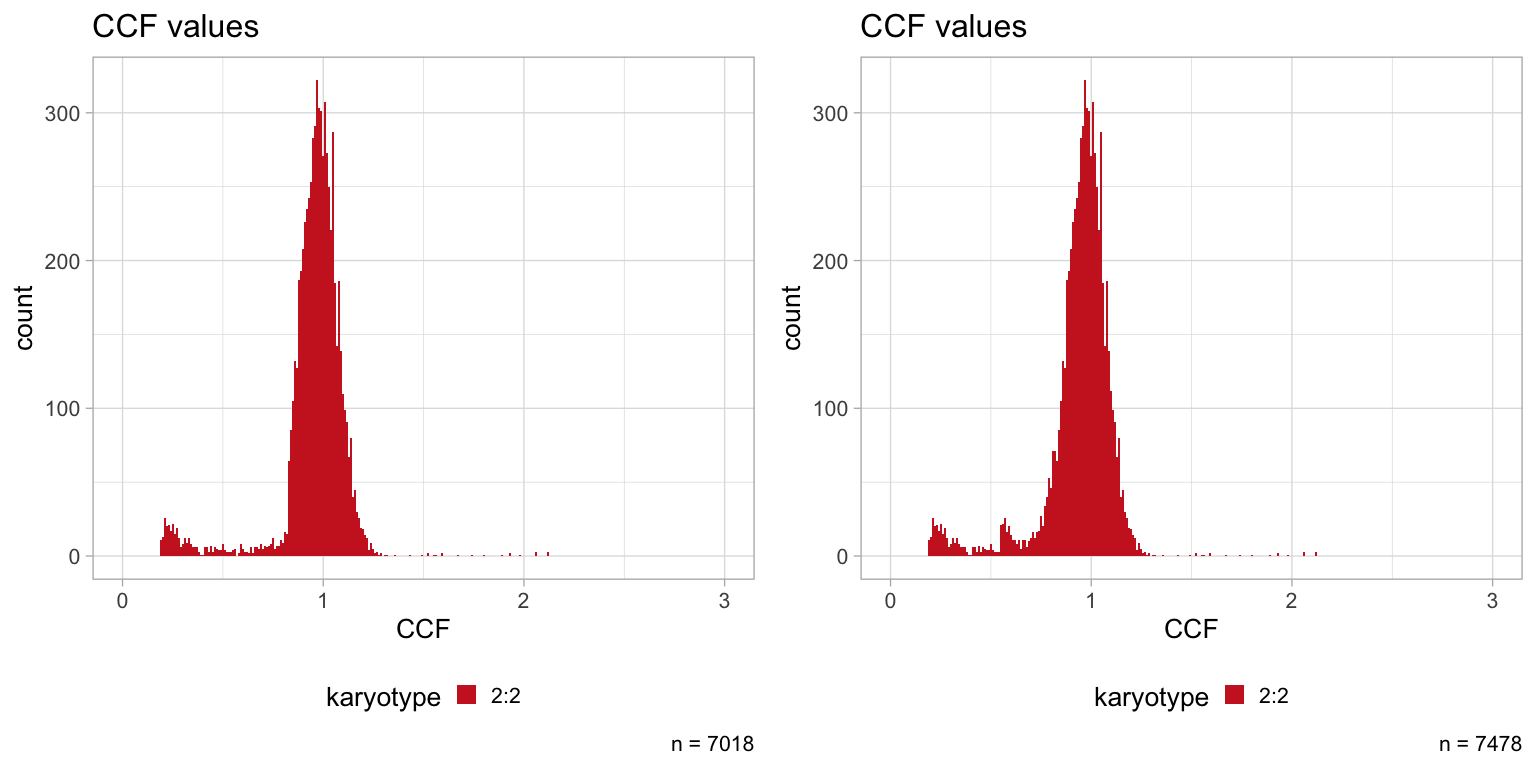 CCF values
300
200
100
0
count
0 1 2 3
CCF
karyotype 2:2
n = 7018
CCF values
300
200
100
0
count
0 1 2 3
CCF
karyotype 2:2
n = 7478